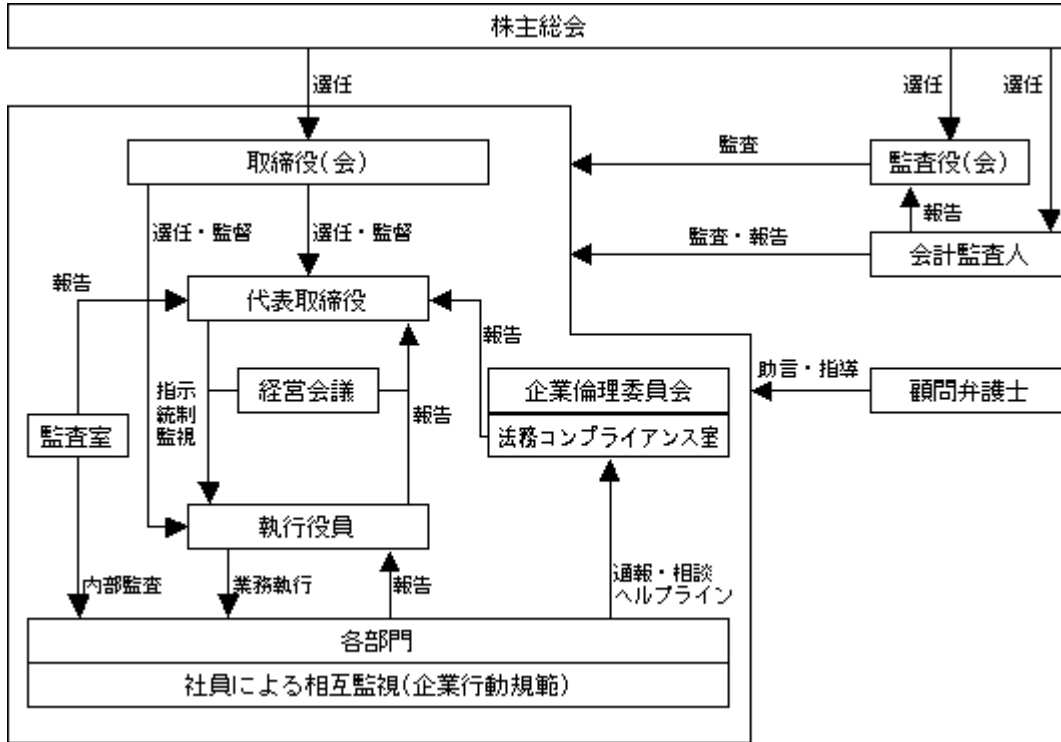 株主総会
選任
選任
選任
取締役(会)
監査
監査役(会)
選任・監督
選任・監督
報告
監査・報告
会計監査人
報告
代表取締役
報告
助言・指導
指示
統制
監視
経営会議
報告
企業倫理委員会
顧問弁護士
監査室
法務コンプライアンス室
執行役員
内部監査
業務執行
報告
通報・相談
ヘルプライン
各部門
社員による相互監視(企業行動規範)